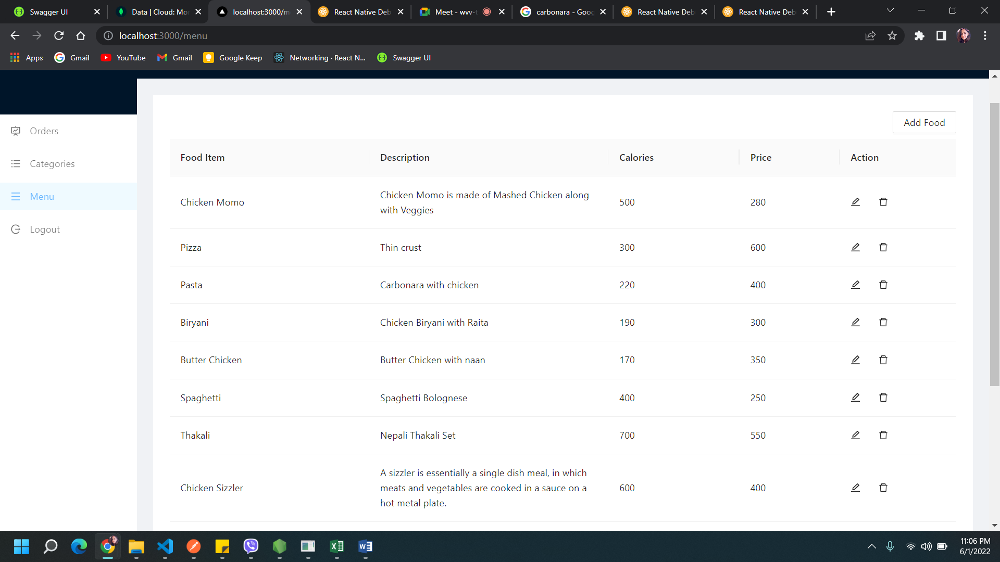 Swagger UI
Data | Cloud: Mo
localhost:3000/m
React Native Deb
Meet - wvv-t
carbonara - Goog
React Native Deb
React Native Deb
localhost:3000/menu
Apps
Gmail
YouTube
Gmail
Google Keep
Networking · React N...
Swagger UI
Orders
Categories
Menu
Logout
Add Food
Food Item Description Calories Price Action
Chicken Momo
Chicken Momo is made of Mashed Chicken along
with Veggies
500 280
Pizza Thin crust 300 600
Pasta Carbonara with chicken 220 400
Biryani Chicken Biryani with Raita 190 300
Butter Chicken Butter Chicken with naan 170 350
Spaghetti Spaghetti Bolognese 400 250
Thakali Nepali Thakali Set 700 550
Chicken Sizzler
A sizzler is essentially a single dish meal, in which
meats and vegetables are cooked in a sauce on a
hot metal plate.
600 400
11:06 PM
6/1/2022